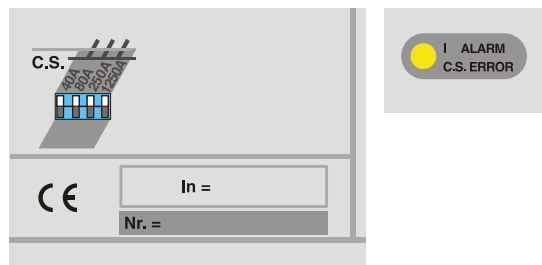 C.S.
40A
80A
250A
1250A
CE
In =
Nr. =
I ALARM
C.S. ERROR